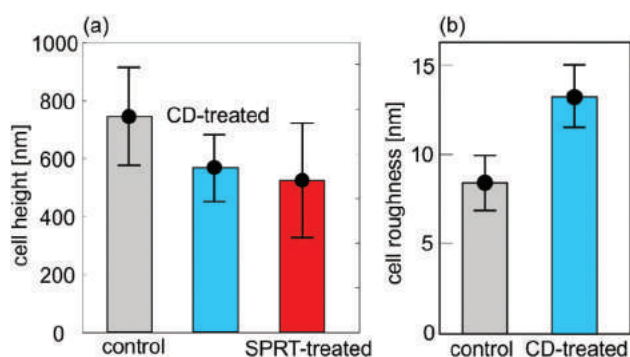 (a)
1000
800
600
400
200
0
cell height [nm]
CD-treated
control
SPRT-treated
(b)
15
10
5
0
cell roughness [nm]
control
CD-treated